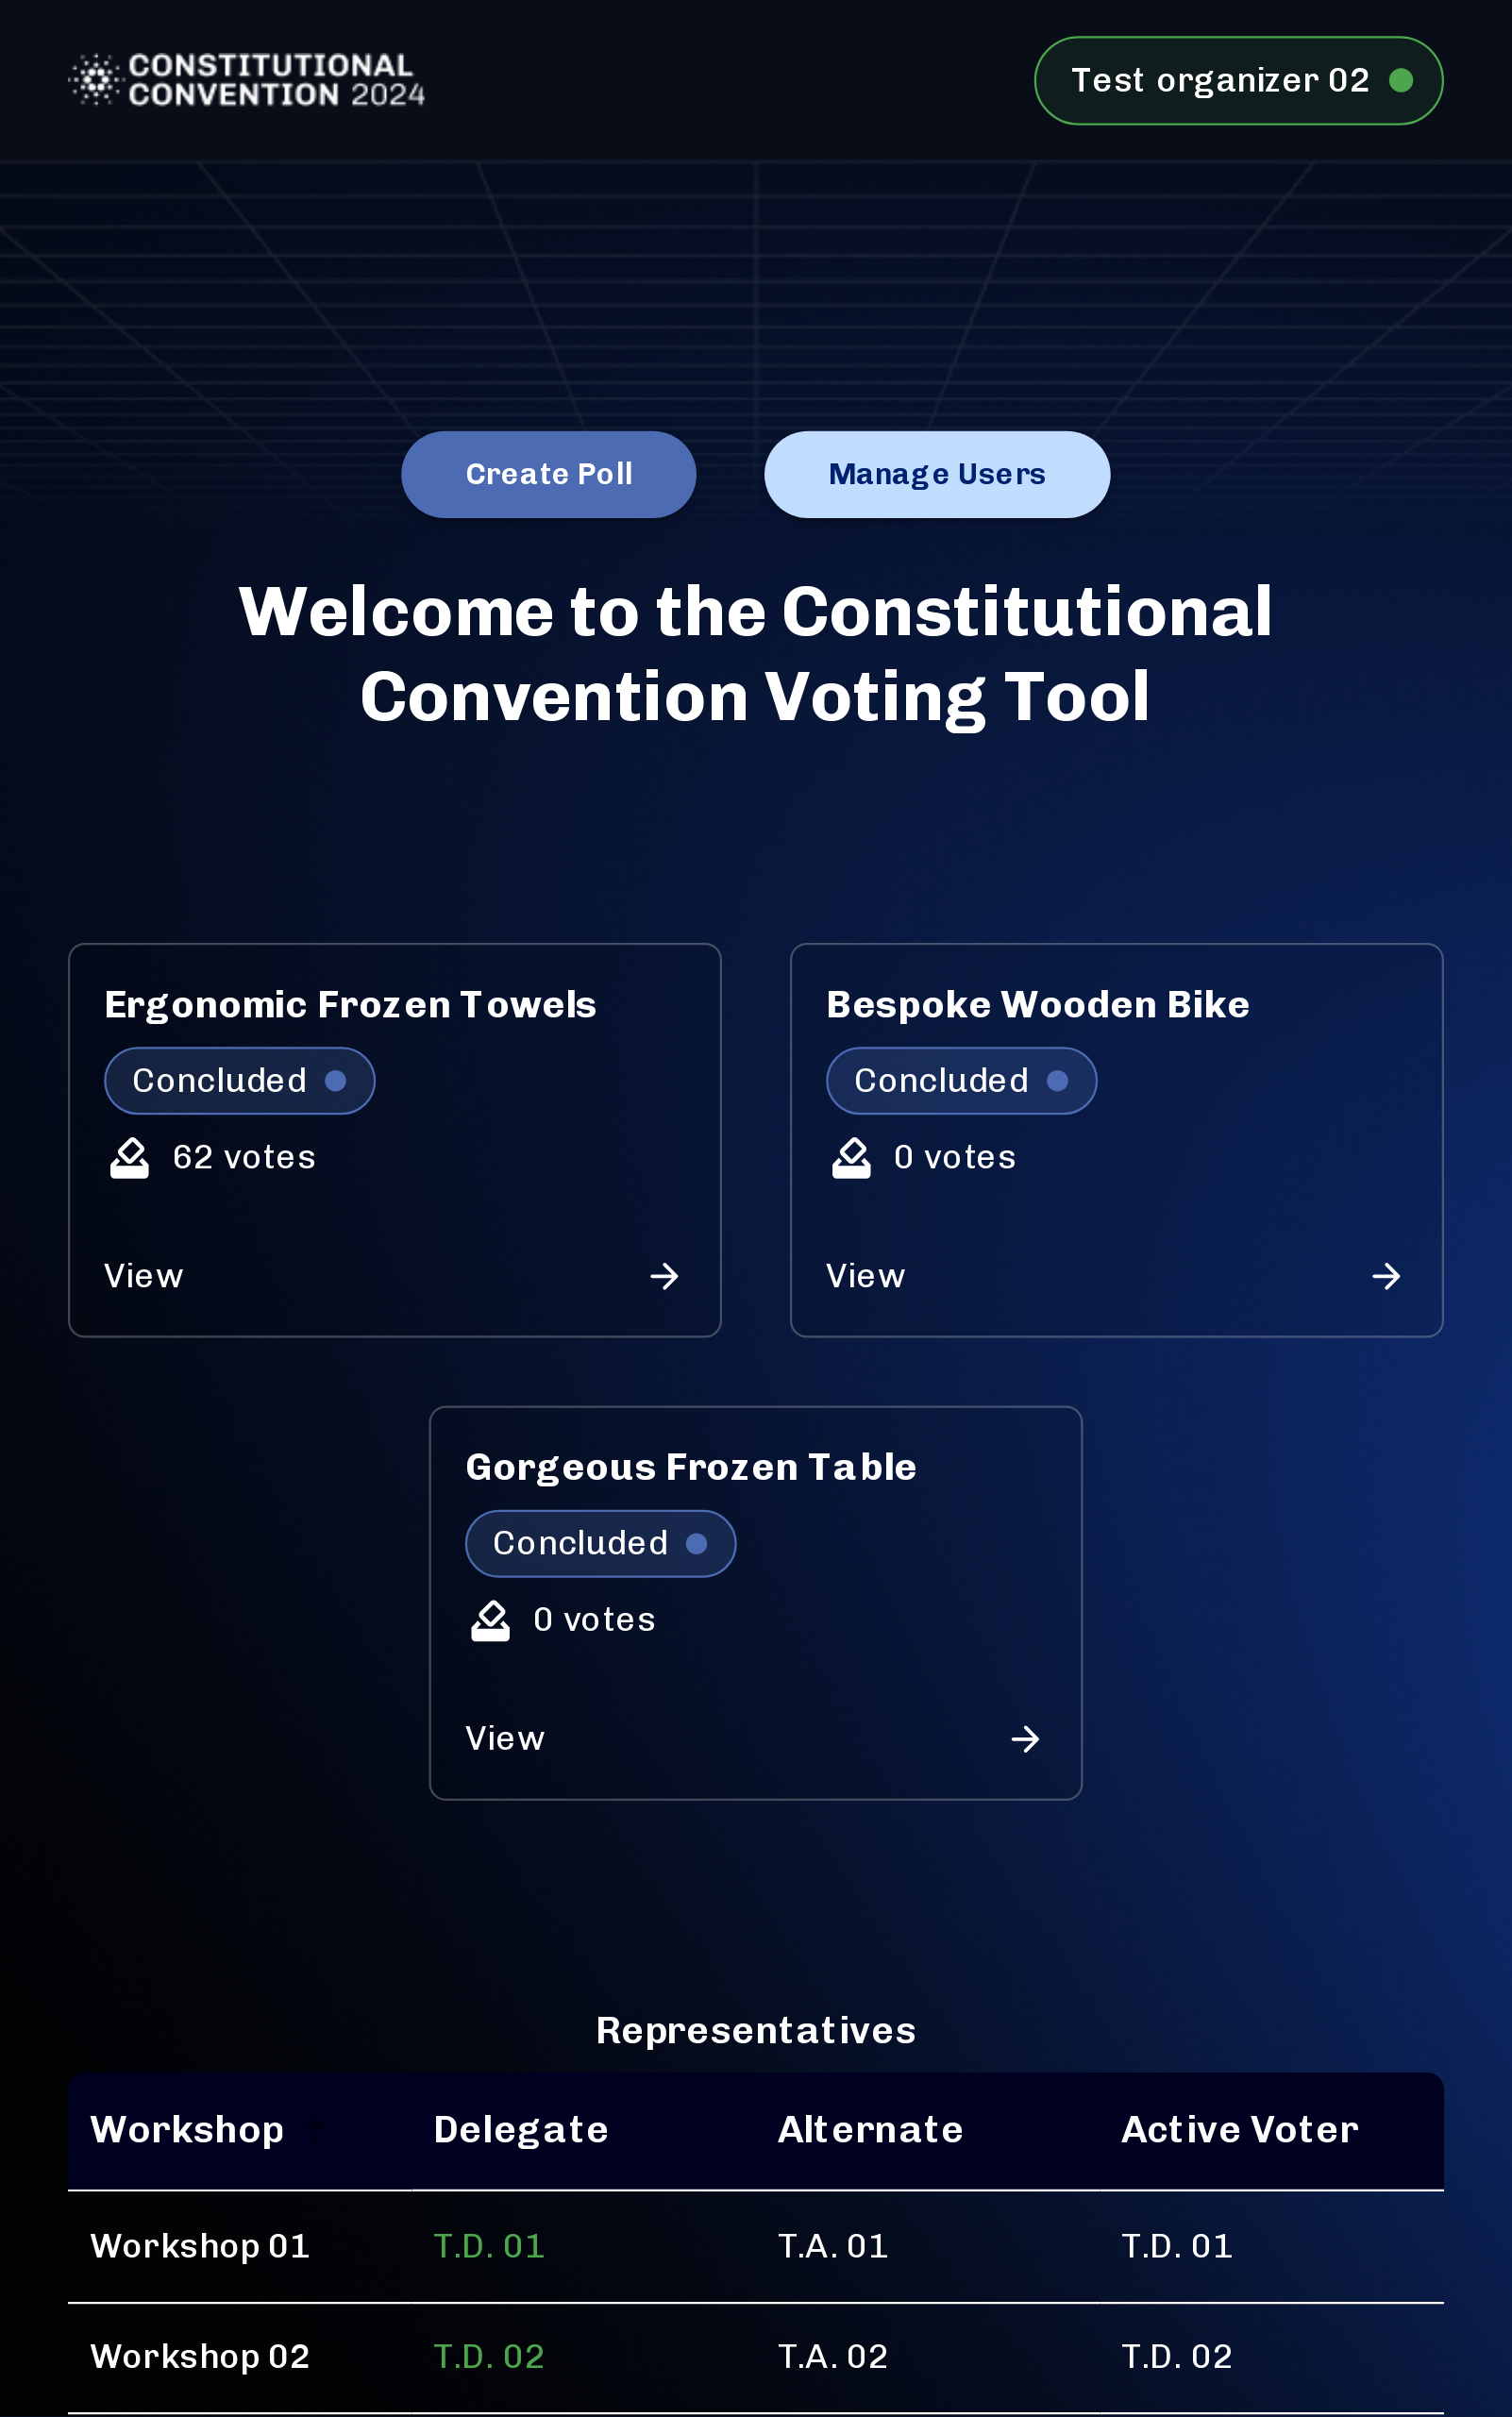 CONSTITUTIONAL
CONVENTION 2024
Test organizer 02
Create Poll
Manage Users
Welcome to the Constitutional
Convention Voting Tool
Ergonomic Frozen Towels
Concluded
62 votes
View
Bespoke Wooden Bike
Concluded
0 votes
View
Gorgeous Frozen Table
Concluded
0 votes
View
Representatives
Workshop Delegate Alternate Active Voter
Workshop 01 T.D. 01 T.A. 01 T.D. 01
Workshop 02 T.D. 02 T.A. 02 T.D. 02